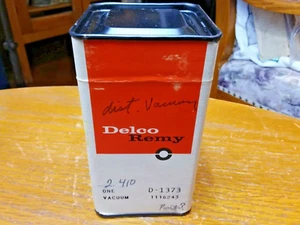 dist. Vacuum
Delco
Remy
2.410
ONE D-1373
VACUUM 1116243